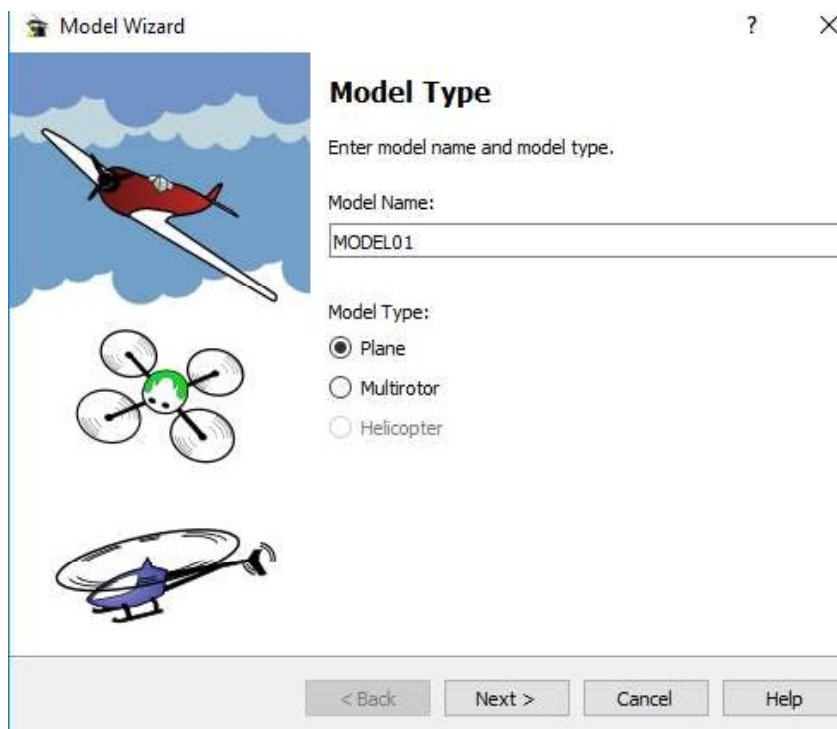 Model Wizard
Model Type
Enter model name and model type.
Model Name:
MODEL01
Model Type:
Plane
Multirotor
Helicopter
< Back Next > Cancel Help